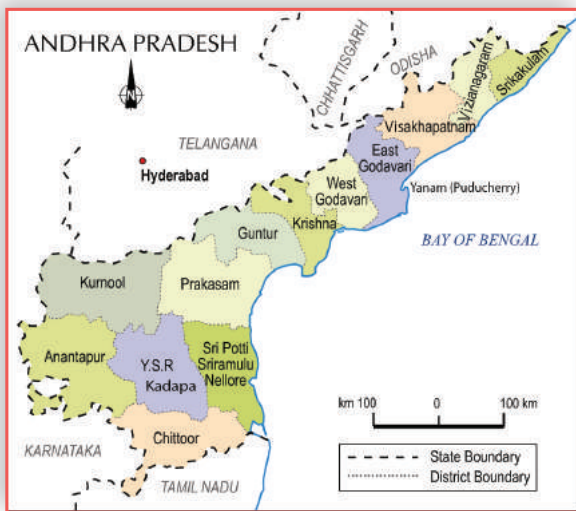 ANDHRA PRADESH
N
CHHATTISGARH
ODISHA
Vizianagaram
Srikakulam
Visakhapatnam
TELANGANA
Hyderabad
East
Godavari
West
Godavari
Yanam (Puducherry)
Krishna
Guntur
BAY OF BENGAL
Kurnool
Prakasam
Anantapur
Y.S.R
Kadapa
Sri Potti
Sriramulu
Nellore
km 100 0 100 km
Chittoor
KARNATAKA
TAMIL NADU
State Boundary
District Boundary